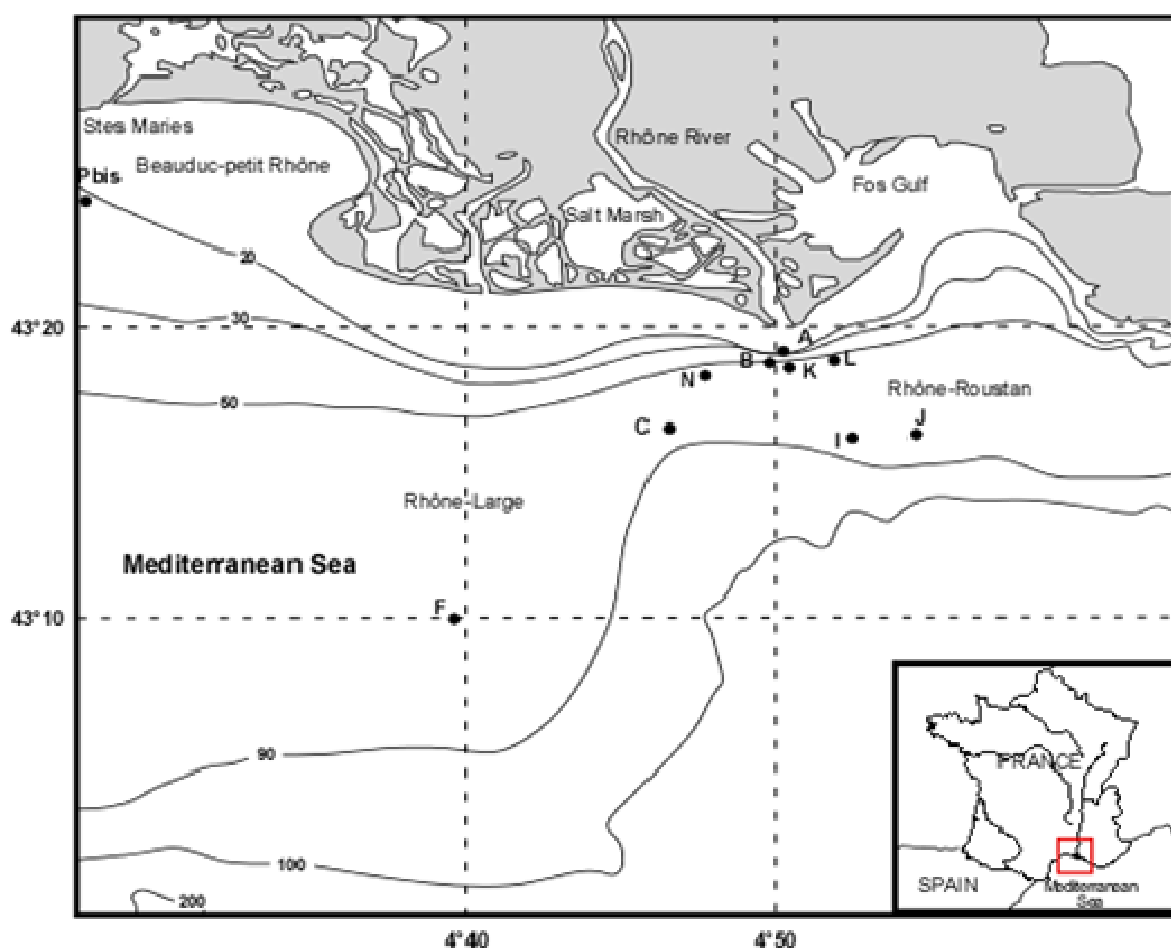 Stes Maries
Beauduc-petit Rhône
Pbis
Rhône River
Fos Gulf
Salt Marsh
20
30
50
43°20
A
B
K
L
N
Rhône-Roustan
C
I
J
Rhône-Large
Mediterranean Sea
43°10
F
90
100
200
FRANCE
SPAIN
Mediterranean
Sea
4°40
4°50